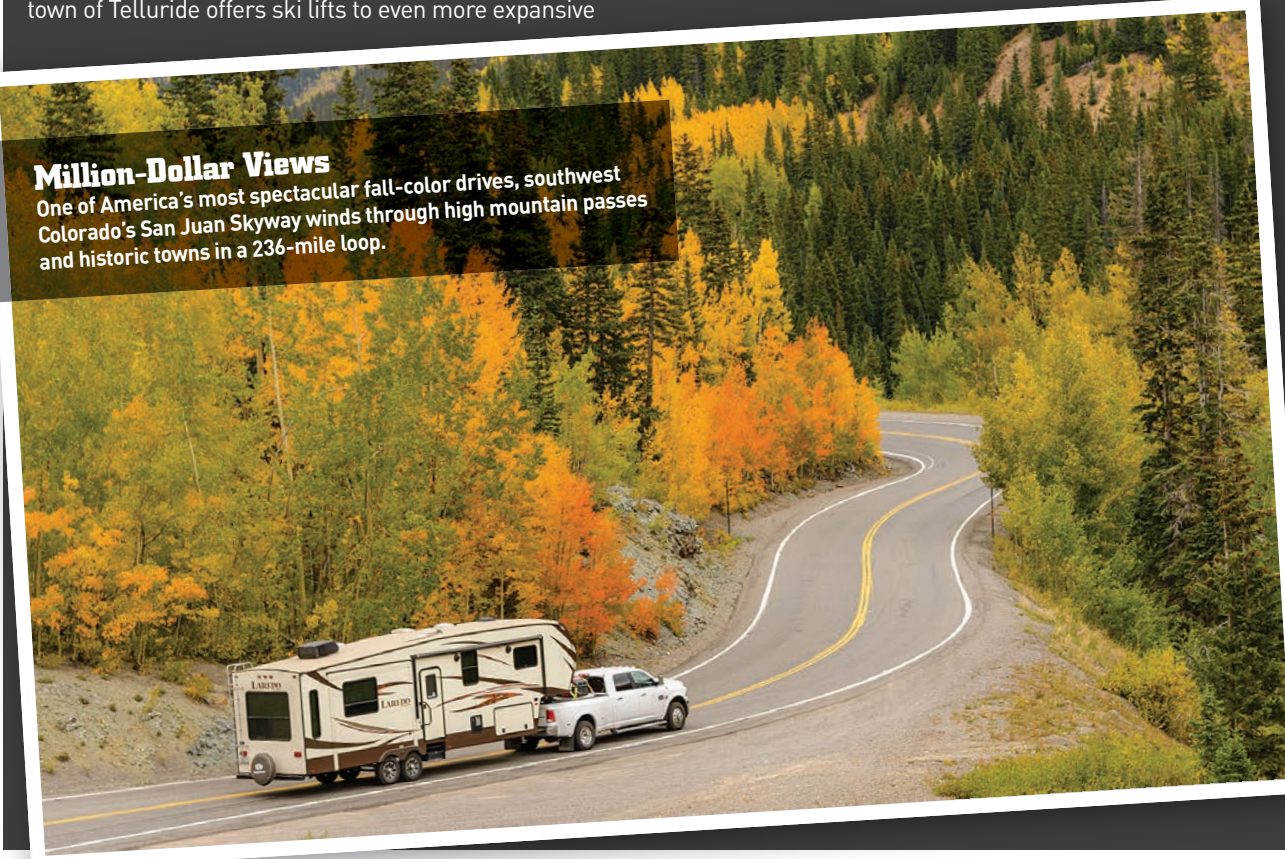 town of Telluride offers ski lifts to even more expansive
Million-Dollar Views
One of America's most spectacular fall-color drives, southwest
Colorado's San Juan Skyway winds through high mountain passes
and historic towns in a 236-mile loop.
LAREDO
LAREDO